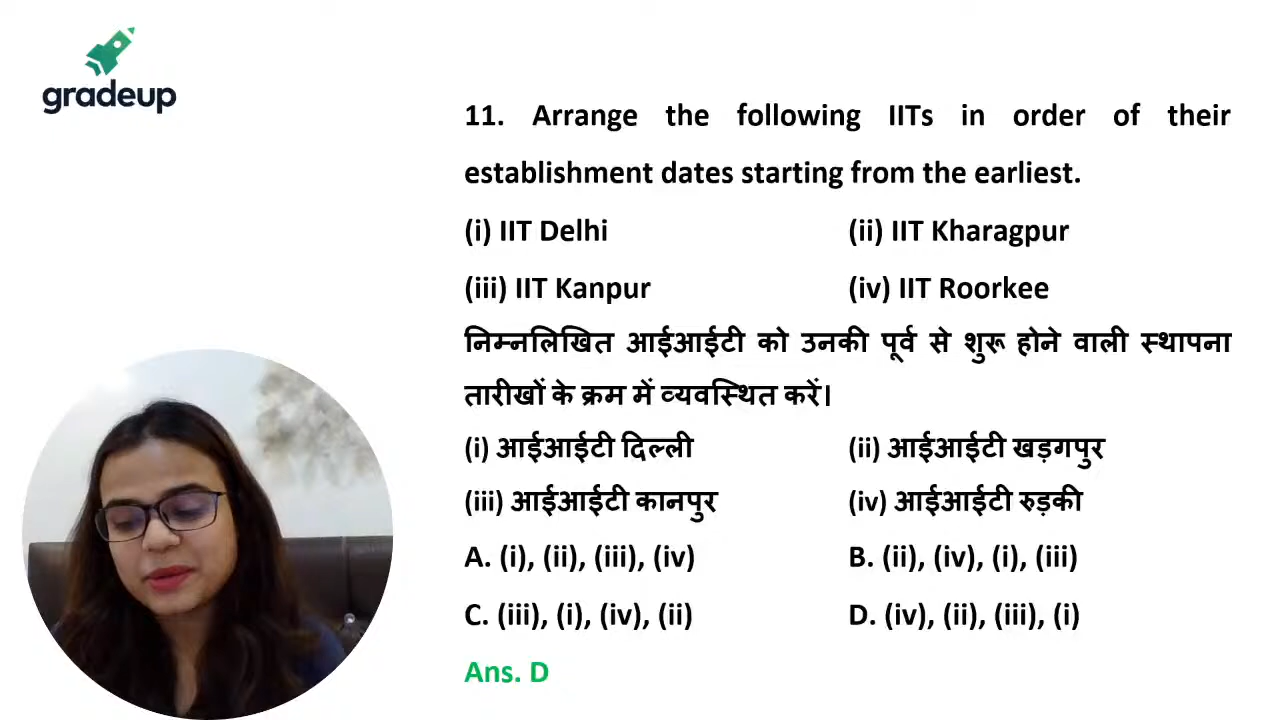 gradeup
11. Arrange the following IITs in order of their
establishment dates starting from the earliest.
(i) IIT Delhi (ii) IIT Kharagpur
(iii) IIT Kanpur (iv) IIT Roorkee
निम्नलिखित आईआईटी को उनकी पूर्व से शुरू होने वाली स्थापना
तारीखों के क्रम में व्यवस्थित करें।
(i) आईआईटी दिल्ली (ii) आईआईटी खड़गपुर
(iii) आईआईटी कानपुर (iv) आईआईटी रुड़की
A. (i), (ii), (iii), (iv) B. (ii), (iv), (i), (iii)
C. (iii), (i), (iv), (ii) D. (iv), (ii), (iii), (i)
Ans. D